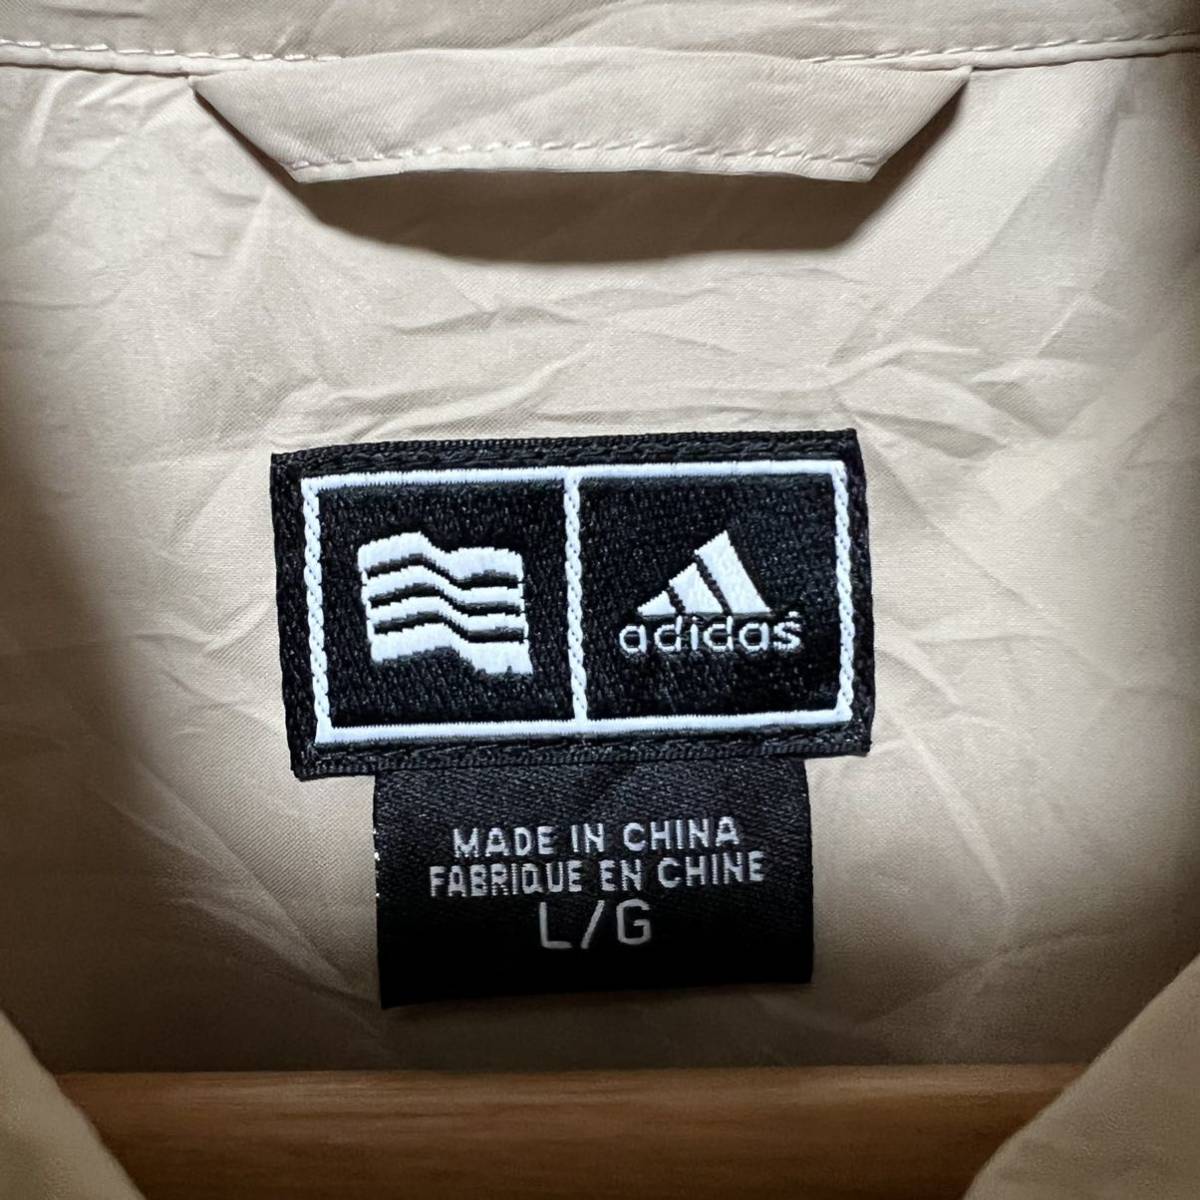 adidas
MADE IN CHINA
FABRIQUE EN CHINE
L/G